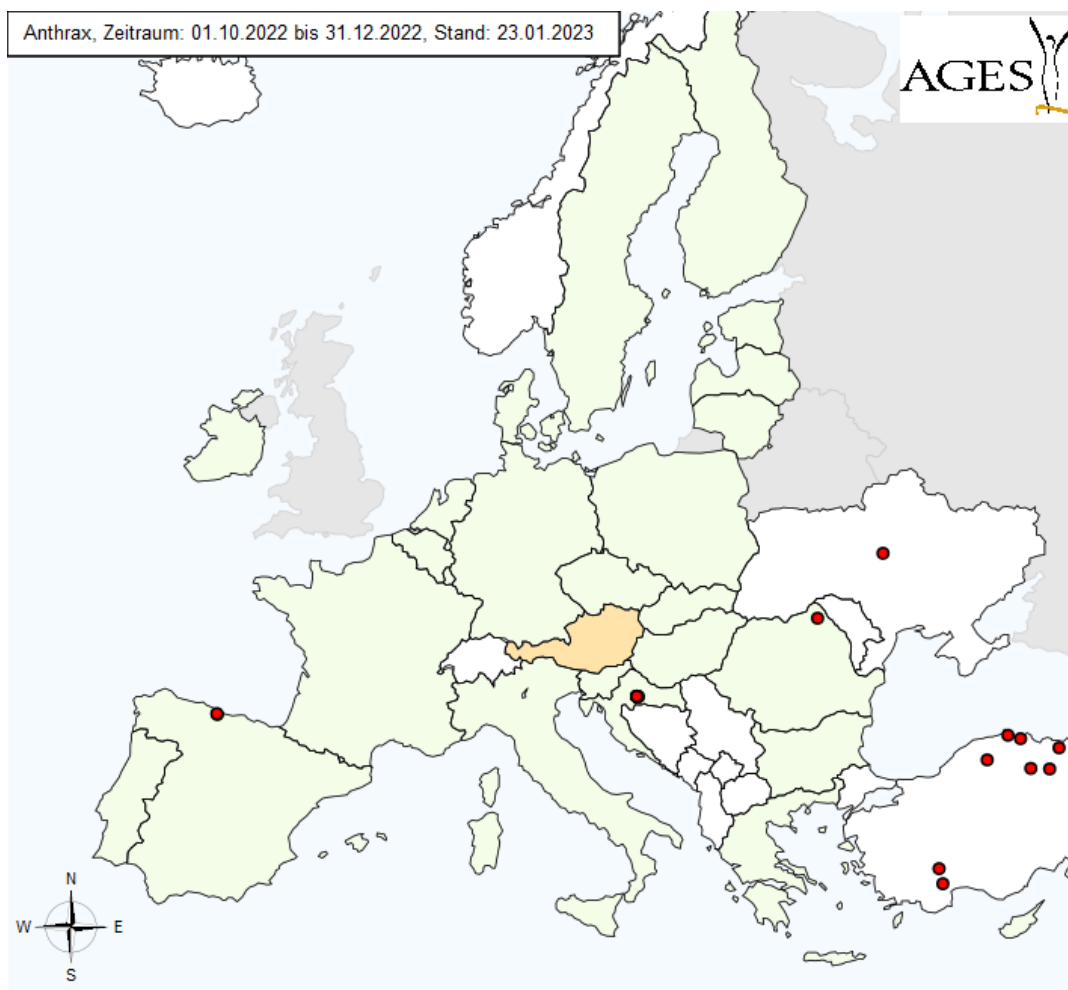 Anthrax, Zeitraum: 01.10.2022 bis 31.12.2022, Stand: 23.01.2023
AGES
N
W E
S